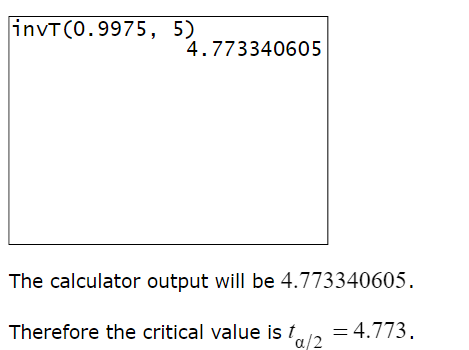 invT(0.9975, 5)
4.773340605
The calculator output will be 4.773340605.
Therefore the critical value is t_α/2 = 4.773.